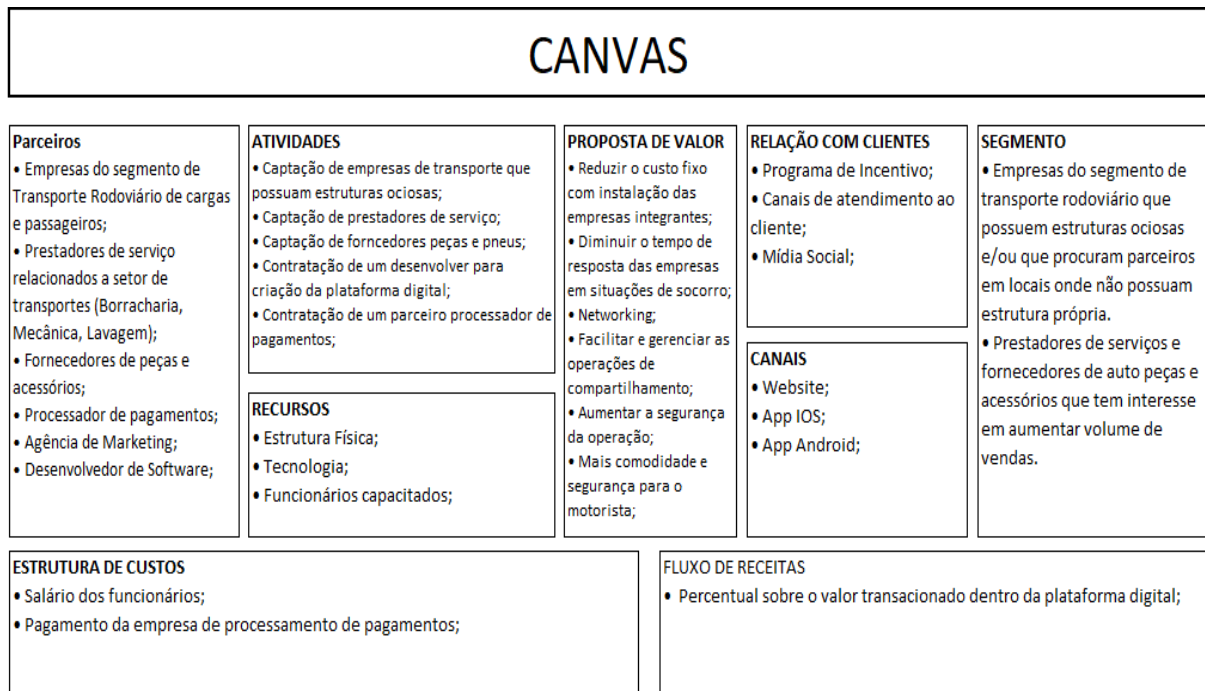 CANVAS
Parceiros
• Empresas do segmento de
Transporte Rodoviário de cargas
e passageiros;
• Prestadores de serviço
relacionados a setor de
transportes (Borracharia,
Mecânica, Lavagem);
• Fornecedores de peças e
acessórios;
• Processador de pagamentos;
• Agência de Marketing;
• Desenvolvedor de Software;
ATIVIDADES
• Captação de empresas de transporte que
possuam estruturas ociosas;
• Captação de prestadores de serviço;
• Captação de forncedores peças e pneus;
• Contratação de um desenvolver para
criação da plataforma digital;
• Contratação de um parceiro processador de
pagamentos;
RECURSOS
• Estrutura Física;
• Tecnologia;
• Funcionários capacitados;
PROPOSTA DE VALOR
• Reduzir o custo fixo
com instalação das
empresas integrantes;
• Diminuir o tempo de
resposta das empresas
em situações de socorro;
• Networking;
• Facilitar e gerenciar as
operações de
compartilhamento;
• Aumentar a segurança
da operação;
• Mais comodidade e
segurança para o
motorista;
RELAÇÃO COM CLIENTES
• Programa de Incentivo;
• Canais de atendimento ao
cliente;
• Mídia Social;
CANAIS
• Website;
• App IOS;
• App Android;
SEGMENTO
• Empresas do segmento de
transporte rodoviário que
possuem estruturas ociosas
e/ou que procuram parceiros
em locais onde não possuam
estrutura própria.
• Prestadores de serviços e
fornecedores de auto peças e
acessórios que tem interesse
em aumentar volume de
vendas.
ESTRUTURA DE CUSTOS
• Salário dos funcionários;
• Pagamento da empresa de processamento de pagamentos;
FLUXO DE RECEITAS
• Percentual sobre o valor transacionado dentro da plataforma digital;